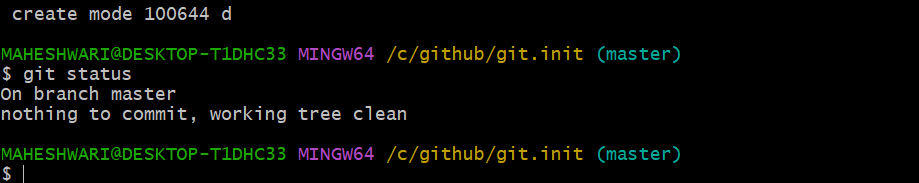 create mode 100644 d
MAHESHWARI@DESKTOP-T1DHC33 MINGW64 /c/github/git.init (master)
$ git status
On branch master
nothing to commit, working tree clean
MAHESHWARI@DESKTOP-T1DHC33 MINGW64 /c/github/git.init (master)
$